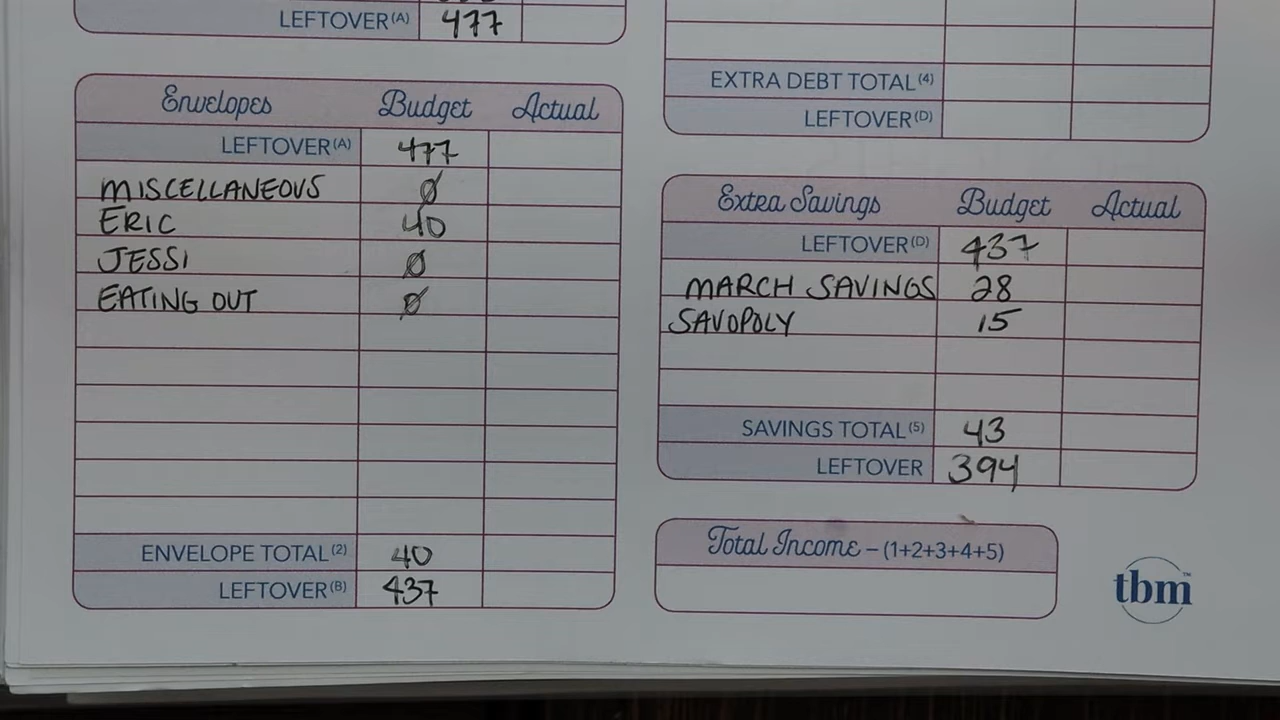 LEFTOVER(A) 477
Envelopes Budget Actual
LEFTOVER(A) 477
MISCELLANEOUS Ø
ERIC 40
JESSI Ø
EATING OUT Ø
ENVELOPE TOTAL(2) 40
LEFTOVER(B) 437
EXTRA DEBT TOTAL(4)
LEFTOVER(D)
Extra Savings Budget Actual
LEFTOVER(D) 437
MARCH SAVINGS 28
SAVOPOLY 15
SAVINGS TOTAL(5) 43
LEFTOVER 394
Total Income – (1+2+3+4+5)
tbm™